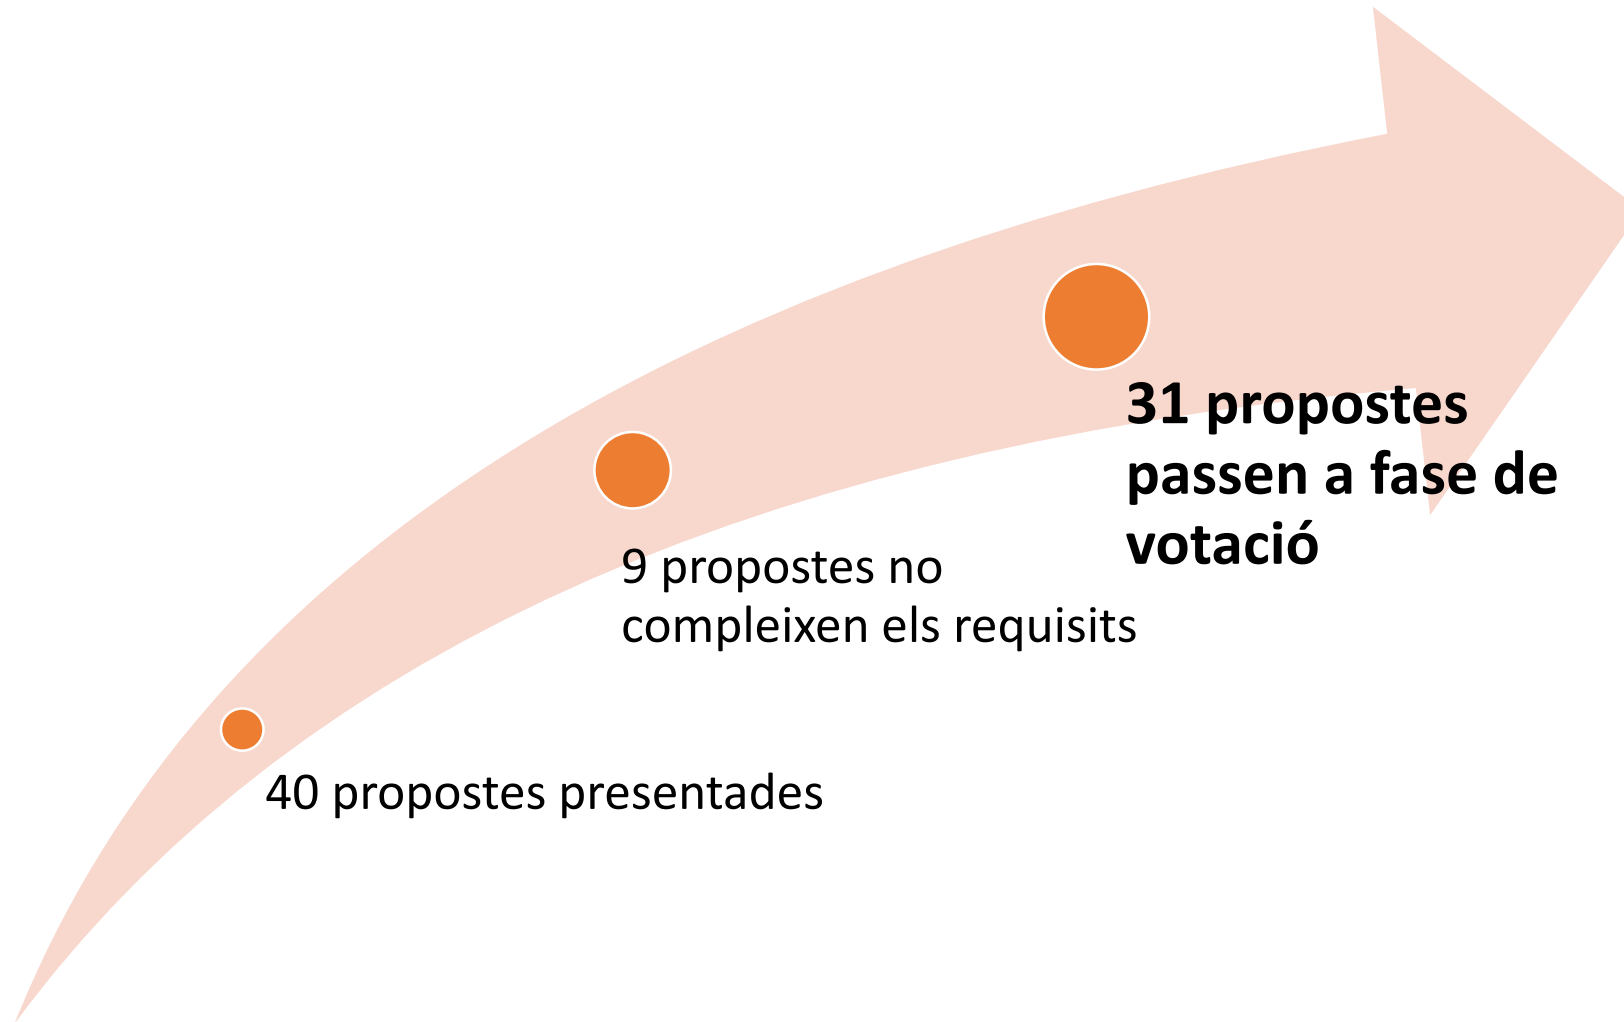 31 propostes
passen a fase de
votació
9 propostes no
compleixen els requisits
40 propostes presentades